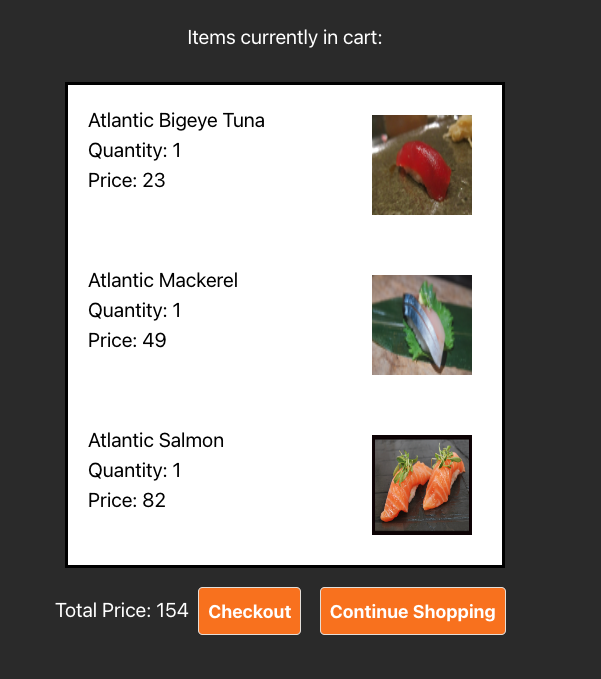 Items currently in cart:
Atlantic Bigeye Tuna
Quantity: 1
Price: 23
Atlantic Mackerel
Quantity: 1
Price: 49
Atlantic Salmon
Quantity: 1
Price: 82
Total Price: 154 Checkout Continue Shopping